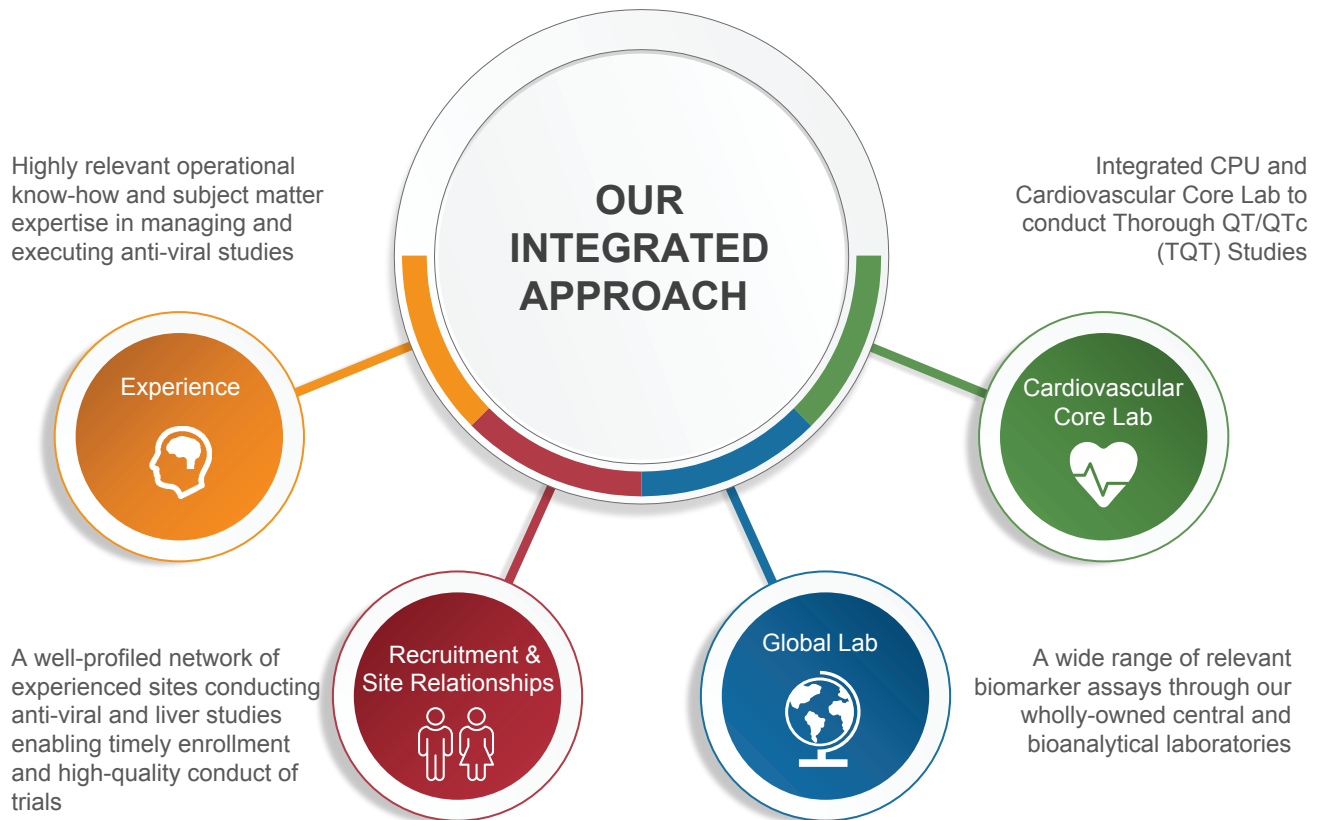 OUR
INTEGRATED
APPROACH
Highly relevant operational
know-how and subject matter
expertise in managing and
executing anti-viral studies
Experience
A well-profiled network of
experienced sites conducting
anti-viral and liver studies
enabling timely enrollment
and high-quality conduct of
trials
Recruitment &
Site Relationships
Global Lab
A wide range of relevant
biomarker assays through our
wholly-owned central and
bioanalytical laboratories
Integrated CPU and
Cardiovascular Core Lab to
conduct Thorough QT/QTc
(TQT) Studies
Cardiovascular
Core Lab